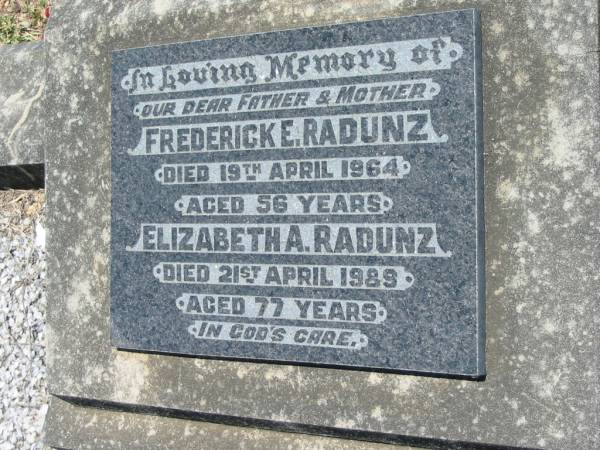 In Loving Memory of
OUR DEAR FATHER & MOTHER
FREDERICK E. RADUNZ
DIED 19TH APRIL 1964
AGED 56 YEARS
ELIZABETH A. RADUNZ
DIED 21ST APRIL 1989
AGED 77 YEARS
IN GOD'S CARE.